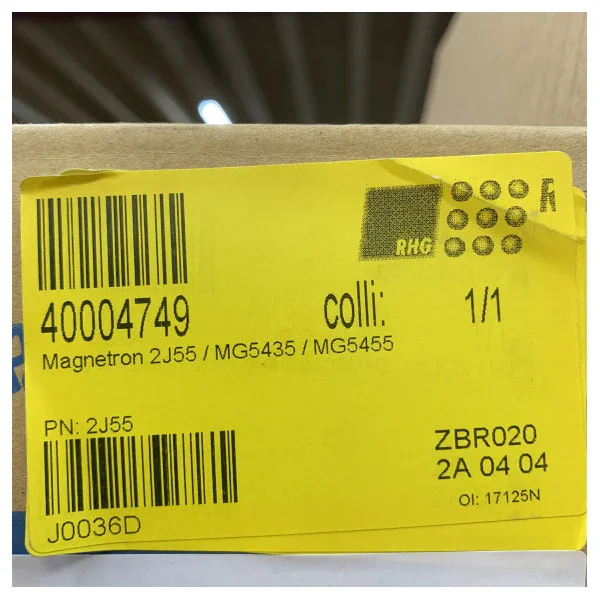 RHG
R
40004749 colli: 1/1
Magnetron 2J55 / MG5435 / MG5455
PN: 2J55
ZBR020
2A 04 04
J0036D
OI: 17125N